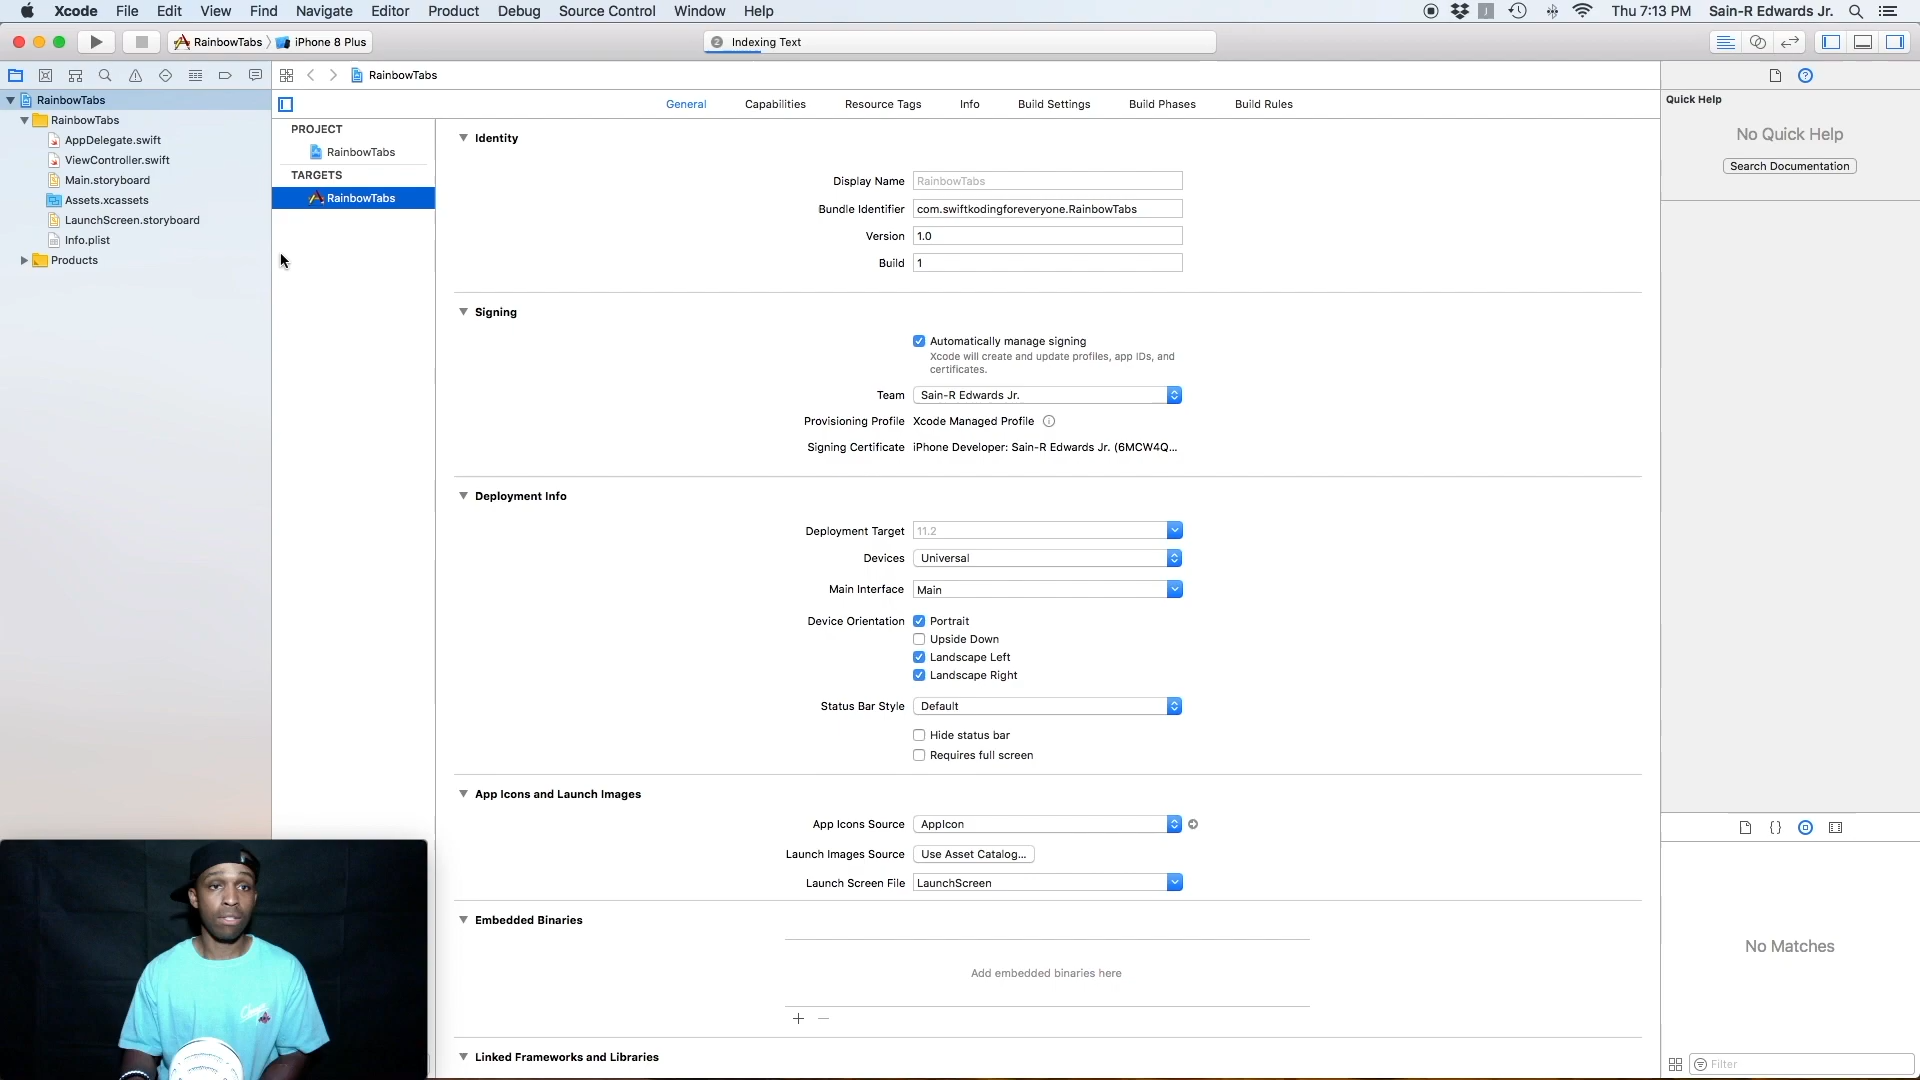 Xcode File Edit View Find Navigate Editor Product Debug Source Control Window Help Thu 7:13 PM Sain-R Edwards Jr.
RainbowTabs iPhone 8 Plus 2 Indexing Text
RainbowTabs
Quick Help
No Quick Help
Search Documentation
RainbowTabs
RainbowTabs
AppDelegate.swift
ViewController.swift
Main.storyboard
Assets.xcassets
LaunchScreen.storyboard
Info.plist
Products
General Capabilities Resource Tags Info Build Settings Build Phases Build Rules
PROJECT
RainbowTabs
TARGETS
RainbowTabs
Identity
Display Name RainbowTabs
Bundle Identifier com.swiftkodingforeveryone.RainbowTabs
Version 1.0
Build 1
Signing
Automatically manage signing
Xcode will create and update profiles, app IDs, and
certificates.
Team Sain-R Edwards Jr.
Provisioning Profile Xcode Managed Profile
Signing Certificate iPhone Developer: Sain-R Edwards Jr. (6MCW4Q...
Deployment Info
Deployment Target 11.2
Devices Universal
Main Interface Main
Device Orientation Portrait
Upside Down
Landscape Left
Landscape Right
Status Bar Style Default
Hide status bar
Requires full screen
App Icons and Launch Images
App Icons Source AppIcon
Launch Images Source Use Asset Catalog...
Launch Screen File LaunchScreen
Embedded Binaries
Add embedded binaries here
Linked Frameworks and Libraries
No Matches
Filter